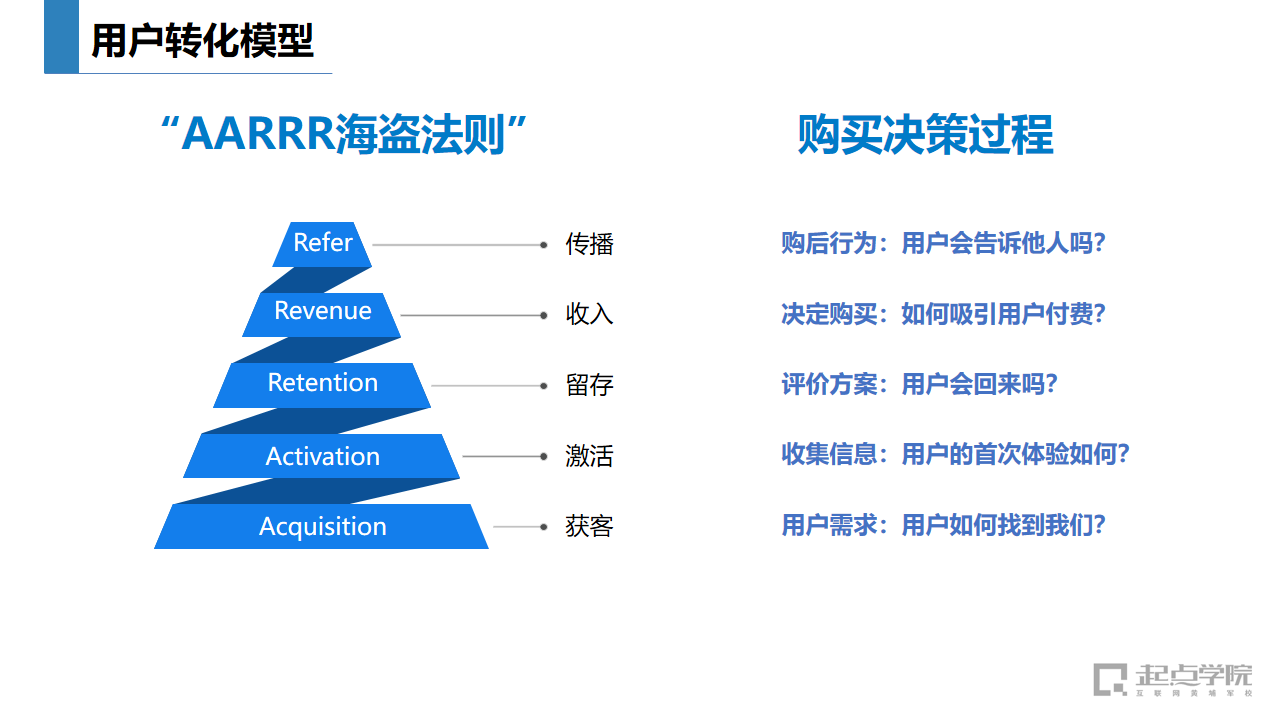 用户转化模型
“AARRR海盗法则”
购买决策过程
Refer
传播
购后行为：用户会告诉他人吗？
Revenue
收入
决定购买：如何吸引用户付费？
Retention
留存
评价方案：用户会回来吗？
Activation
激活
收集信息：用户的首次体验如何？
Acquisition
获客
用户需求：用户如何找到我们？
起点学院
互联网黄埔军校